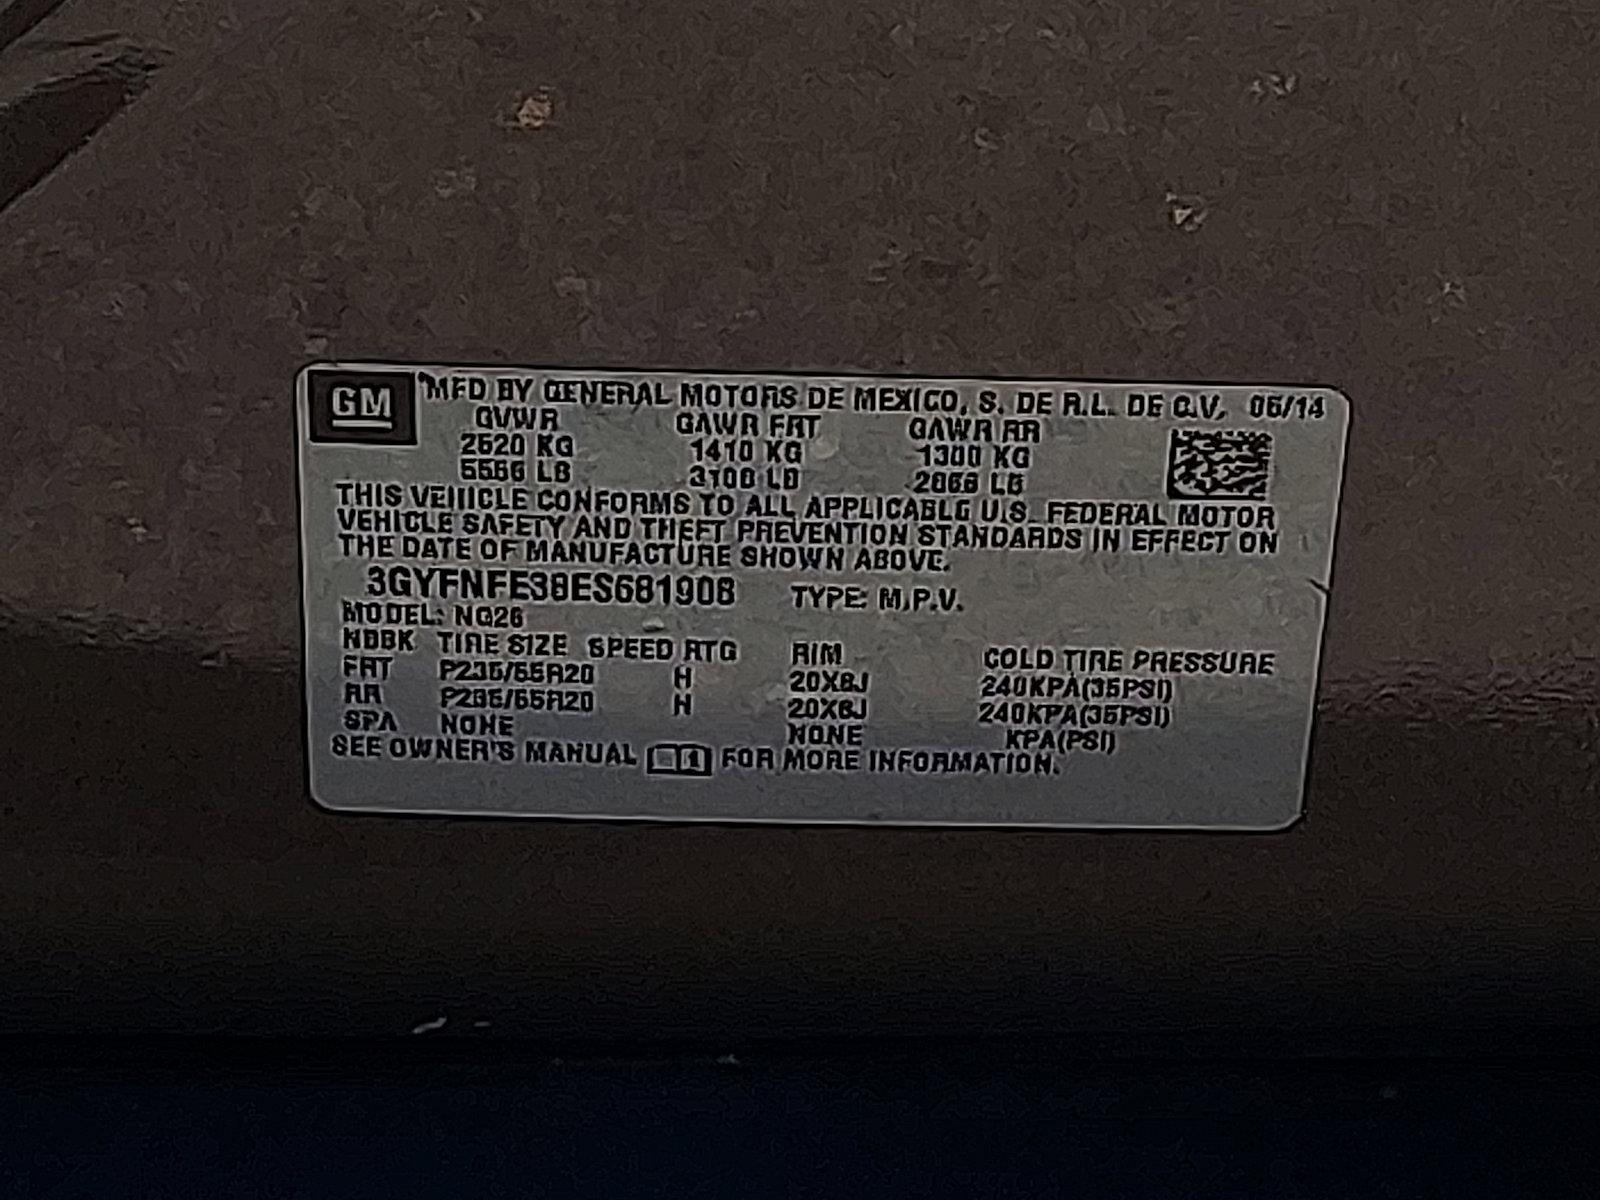 GM
MFD BY GENERAL MOTORS DE MEXICO, S. DE R.L. DE C.V. 05/14
GVWR GAWR FRT GAWR RR
2520 KG 1410 KG 1300 KG
5556 LB 3108 LB 2866 LB
THIS VEHICLE CONFORMS TO ALL APPLICABLE U.S. FEDERAL MOTOR
VEHICLE SAFETY AND THEFT PREVENTION STANDARDS IN EFFECT ON
THE DATE OF MANUFACTURE SHOWN ABOVE.
3GYFNFE38ES681908 TYPE: M.P.V.
MODEL: NG26
TIRE SIZE SPEED RTG RIM COLD TIRE PRESSURE
FRT P235/55R20 H 20X8J 240KPA(35PSI)
RR P235/55R20 H 20X8J 240KPA(35PSI)
SPA NONE NONE KPA(PSI)
SEE OWNER'S MANUAL FOR MORE INFORMATION.